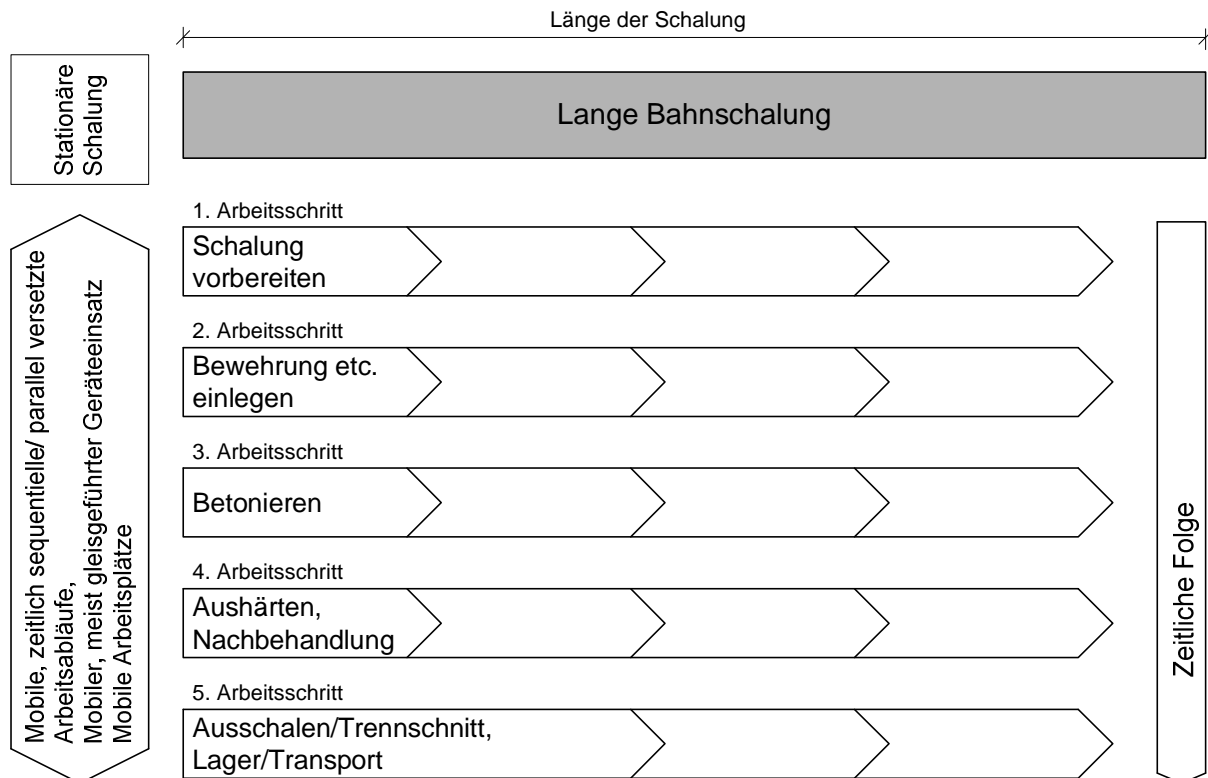 Länge der Schalung
Stationäre
Schalung
Lange Bahnschalung
1. Arbeitsschritt
Schalung
vorbereiten
2. Arbeitsschritt
Bewehrung etc.
einlegen
3. Arbeitsschritt
Betonieren
4. Arbeitsschritt
Aushärten,
Nachbehandlung
5. Arbeitsschritt
Ausschalen/Trennschnitt,
Lager/Transport
Mobile, zeitlich sequentielle/ parallel versetzte
Arbeitsabläufe,
Mobiler, meist gleisgeführter Geräteeinsatz
Mobile Arbeitsplätze
Zeitliche Folge